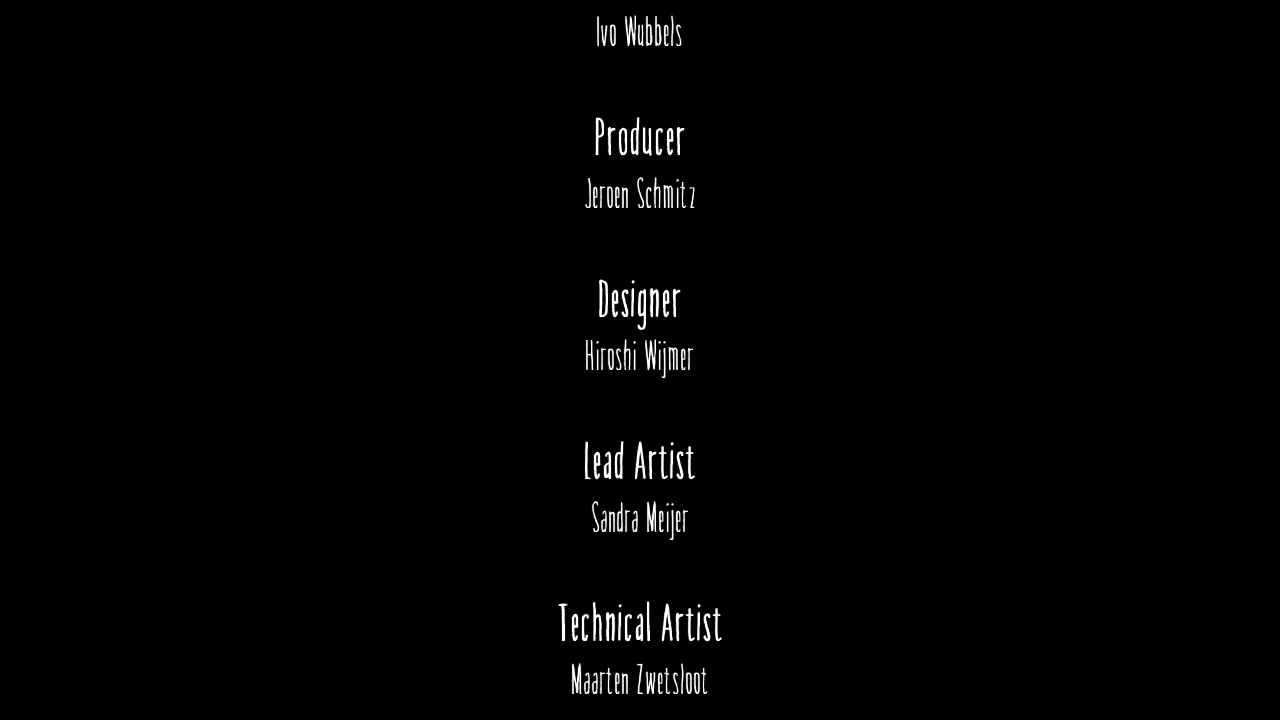 Ivo Wubbels
Producer
Jeroen Schmitz
Designer
Hiroshi Wijmer
Lead Artist
Sandra Meijer
Technical Artist
Maarten Zwetsloot